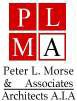 P L
M A
Peter L. Morse
& Associates
Architects A.I.A